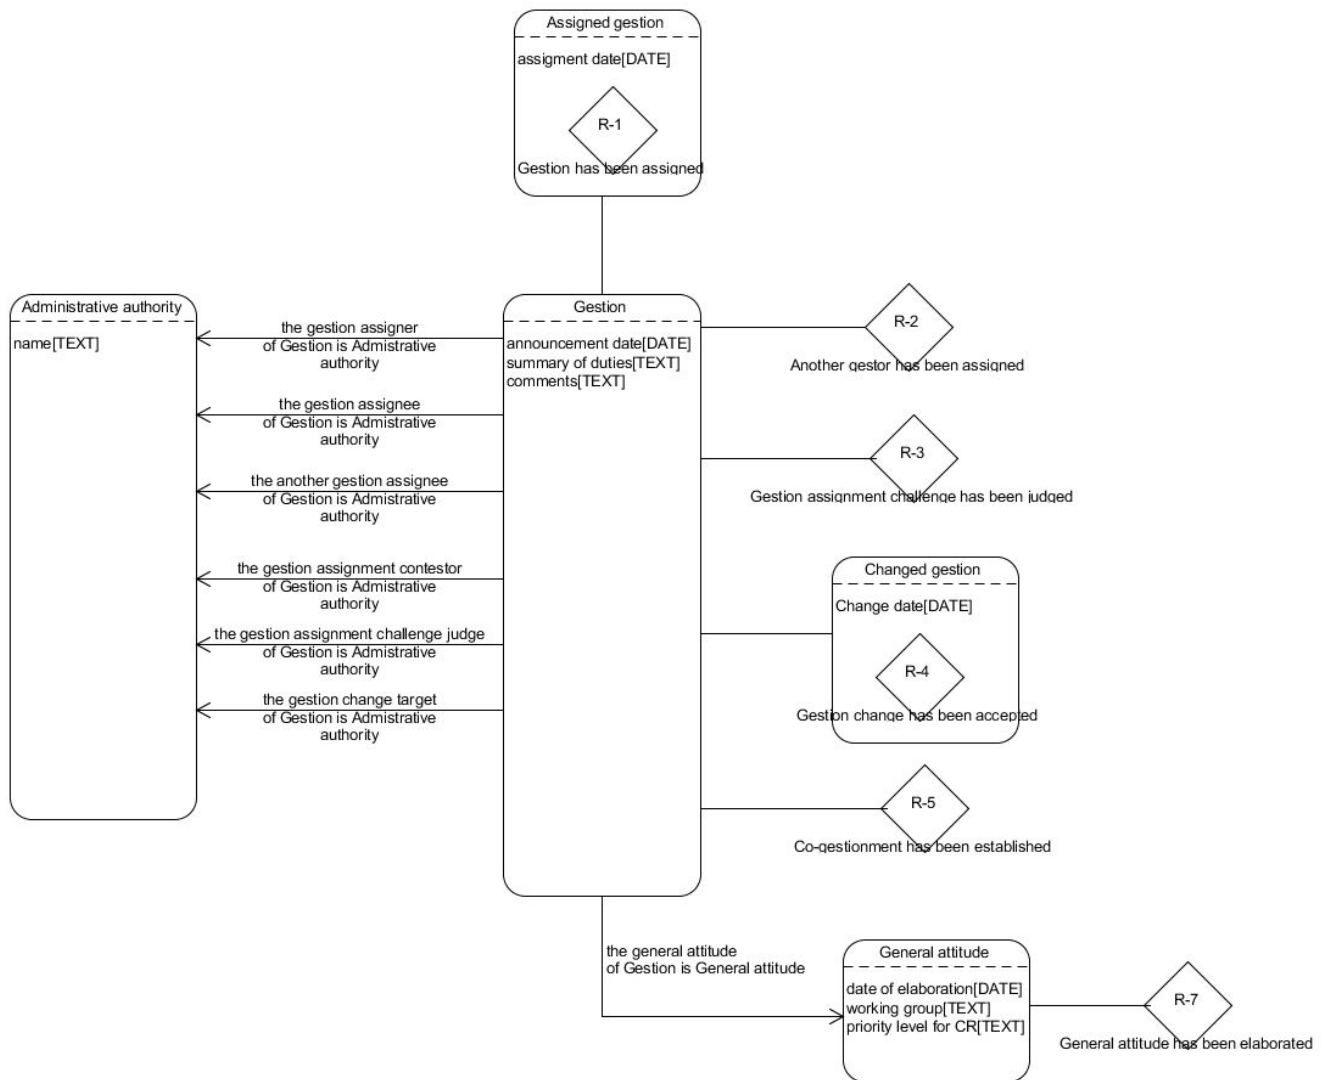 Assigned gestion
assigment date[DATE]
R-1
Gestion has been assigned
Administrative authority
name[TEXT]
the gestion assigner
of Gestion is Admistrative
authority
the gestion assignee
of Gestion is Admistrative
authority
the another gestion assignee
of Gestion is Admistrative
authority
the gestion assignment contestor
of Gestion is Admistrative
authority
the gestion assignment challenge judge
of Gestion is Admistrative
authority
the gestion change target
of Gestion is Admistrative
authority
Gestion
announcement date[DATE]
summary of duties[TEXT]
comments[TEXT]
R-2
Another gestor has been assigned
R-3
Gestion assignment challenge has been judged
Changed gestion
Change date[DATE]
R-4
Gestion change has been accepted
R-5
Co-gestionment has been established
the general attitude
of Gestion is General attitude
General attitude
date of elaboration[DATE]
working group[TEXT]
priority level for CR[TEXT]
R-7
General attitude has been elaborated